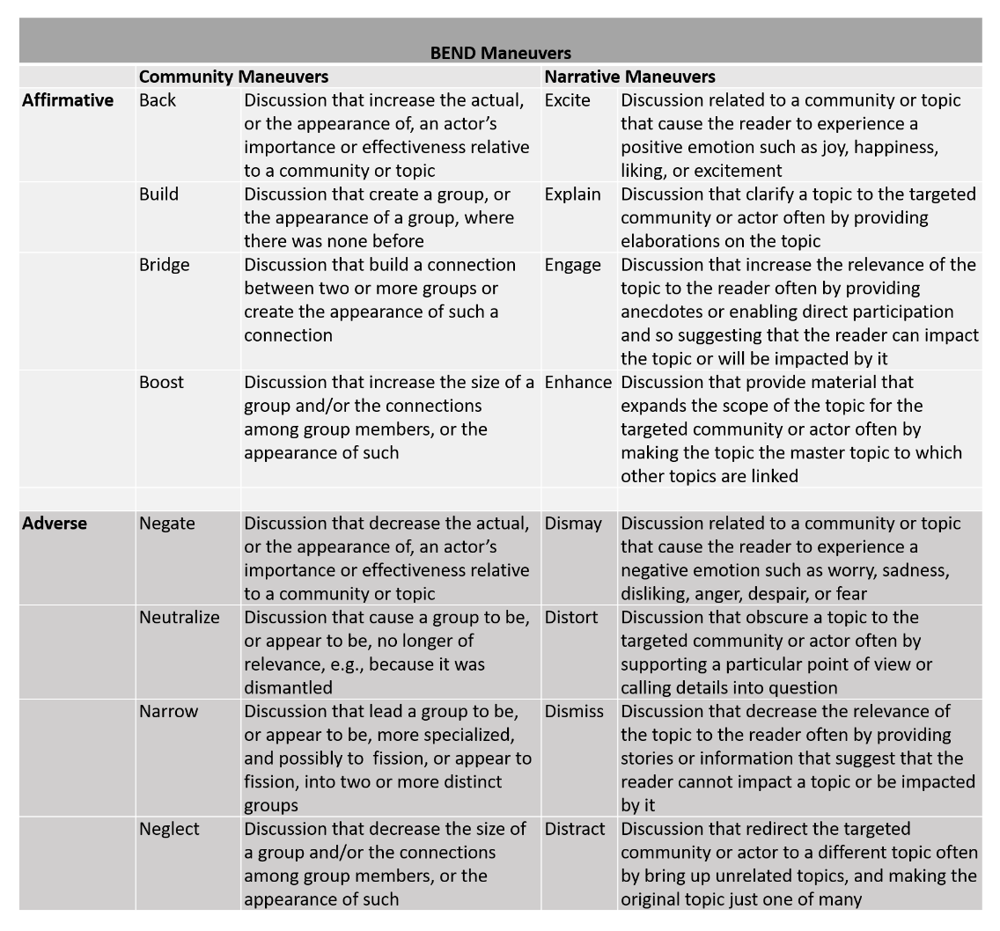 BEND Maneuvers
Community Maneuvers
Narrative Maneuvers
Affirmative
Back
Discussion that increase the actual,
or the appearance of, an actor’s
importance or effectiveness relative
to a community or topic
Excite
Discussion related to a community or topic
that cause the reader to experience a
positive emotion such as joy, happiness,
liking, or excitement
Build
Discussion that create a group, or
the appearance of a group, where
there was none before
Explain
Discussion that clarify a topic to the targeted
community or actor often by providing
elaborations on the topic
Bridge
Discussion that build a connection
between two or more groups or
create the appearance of such a
connection
Engage
Discussion that increase the relevance of the
topic to the reader often by providing
anecdotes or enabling direct participation
and so suggesting that the reader can impact
the topic or will be impacted by it
Boost
Discussion that increase the size of a
group and/or the connections
among group members, or the
appearance of such
Enhance
Discussion that provide material that
expands the scope of the topic for the
targeted community or actor often by
making the topic the master topic to which
other topics are linked
Adverse
Negate
Discussion that decrease the actual,
or the appearance of, an actor’s
importance or effectiveness relative
to a community or topic
Dismay
Discussion related to a community or topic
that cause the reader to experience a
negative emotion such as worry, sadness,
disliking, anger, despair, or fear
Neutralize
Discussion that cause a group to be,
or appear to be, no longer of
relevance, e.g., because it was
dismantled
Distort
Discussion that obscure a topic to the
targeted community or actor often by
supporting a particular point of view or
calling details into question
Narrow
Discussion that lead a group to be,
or appear to be, more specialized,
and possibly to fission, or appear to
fission, into two or more distinct
groups
Dismiss
Discussion that decrease the relevance of
the topic to the reader often by providing
stories or information that suggest that the
reader cannot impact a topic or be impacted
by it
Neglect
Discussion that decrease the size of
a group and/or the connections
among group members, or the
appearance of such
Distract
Discussion that redirect the targeted
community or actor to a different topic often
by bring up unrelated topics, and making the
original topic just one of many